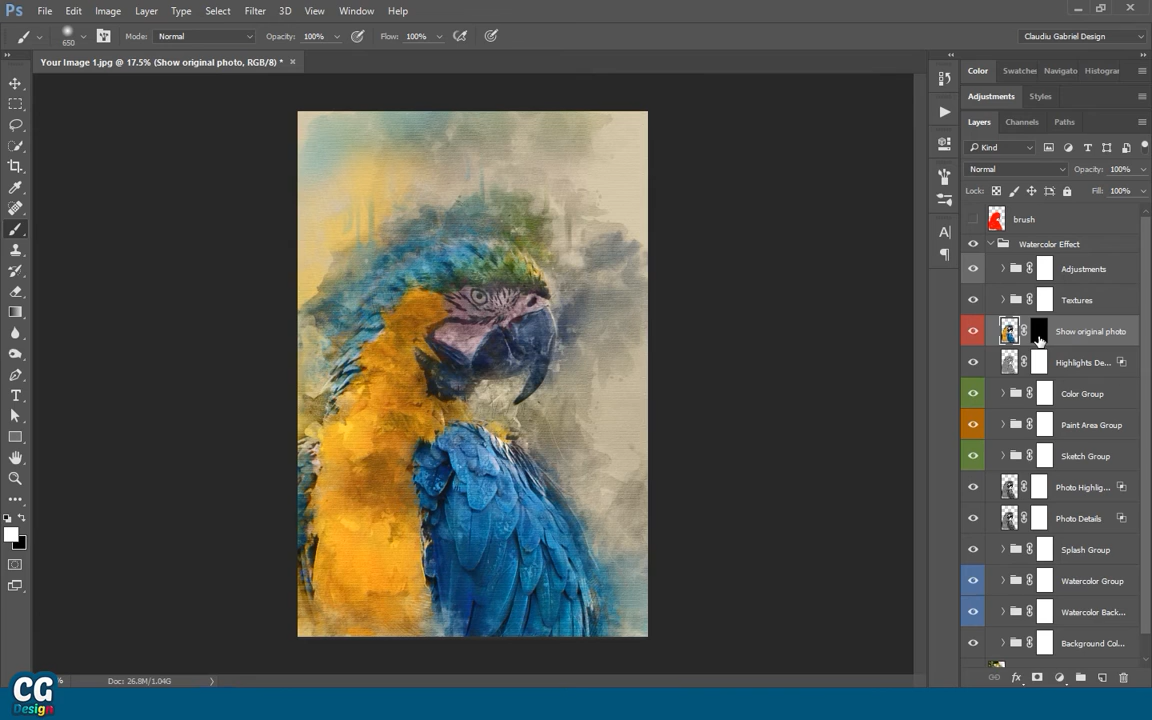 Ps File Edit Image Layer Type Select Filter 3D View Window Help
650 Mode: Normal Opacity: 100% Flow: 100% Claudiu Gabriel Design
Your Image 1.jpg @ 17.5% (Show original photo, RGB/8) * ×
Color Swatches Navigato Histogram
Adjustments Styles
Layers Channels Paths
Kind
Normal Opacity: 100%
Lock: Fill: 100%
brush
Watercolor Effect
Adjustments
Textures
Show original photo
Highlights De...
Color Group
Paint Area Group
Sketch Group
Photo Highlig...
Photo Details
Splash Group
Watercolor Group
Watercolor Back...
Background Col...
% Doc: 26.8M/1.04G
fx
CG
Design